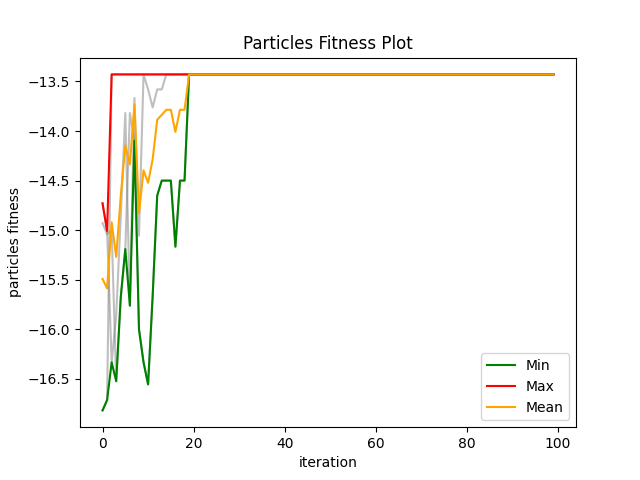 Particles Fitness Plot
particles fitness
−13.5
−14.0
−14.5
−15.0
−15.5
−16.0
−16.5
0 20 40 60 80 100
iteration
Min
Max
Mean